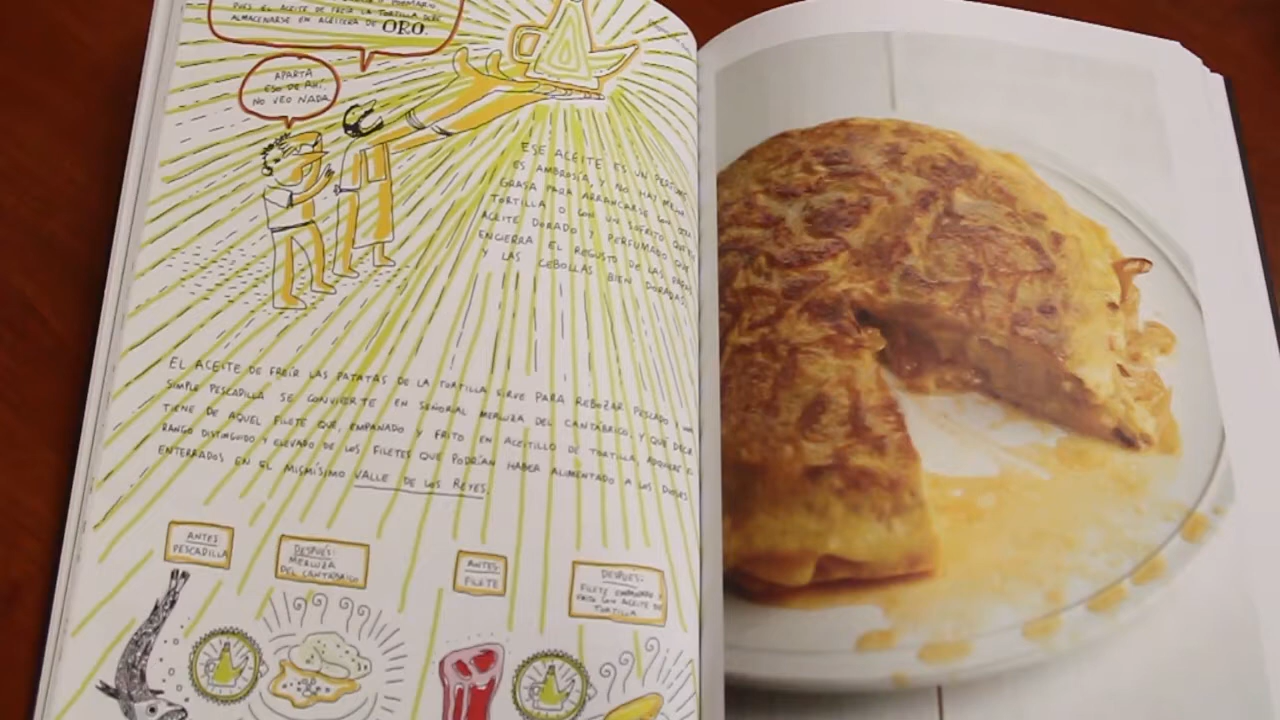 PUES EL ACEITE DE FREÍR LA TORTILLA DEBE
ALMACENARSE EN ACEITERA DE ORO.
APARTA
ESO DE AHÍ,
NO VEO NADA
ESE ACEITE ES UN PERFUME
ES AMBROSÍA, Y NO HAY MEJOR
GRASA PARA ARRANCARSE CON OTRA
TORTILLA O CON UN SOFRITO QUE
ACEITE DORADO Y PERFUMADO QUE
ENCIERRA EL REGUSTO DE LAS
Y LAS CEBOLLAS BIEN DORADAS.
EL ACEITE DE FREÍR LAS PATATAS DE LA TORTILLA SIRVE PARA REBOZAR PESCADO Y UNA
SIMPLE PESCADILLA SE CONVIERTE EN SEÑORIAL MERLUZA DEL CANTÁBRICO. Y QUÉ DECIR
TIENE DE AQUEL FILETE QUE, EMPANADO Y FRITO EN ACEITILLO DE TORTILLA, ADQUIERE EL
RANGO DISTINGUIDO Y ELEVADO DE LOS FILETES QUE PODRÍAN HABER ALIMENTADO A LOS DIOSES
ENTERRADOS EN EL MISMÍSIMO VALLE DE LOS REYES.
ANTES:
PESCADILLA
DESPUÉS:
MERLUZA
DEL CANTÁBRICO
ANTES:
FILETE
DESPUÉS:
FILETE EMPANADO Y
FRITO CON ACEITE DE
TORTILLA